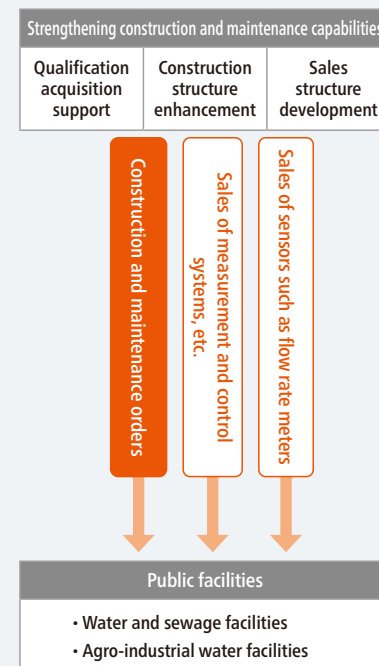 Strengthening construction and maintenance capabilities
Qualification
acquisition
support
Construction
structure
enhancement
Sales
structure
development
Construction and maintenance orders
Sales of measurement and control
systems, etc.
Sales of sensors such as flow rate meters
Public facilities
• Water and sewage facilities
• Agro-industrial water facilities